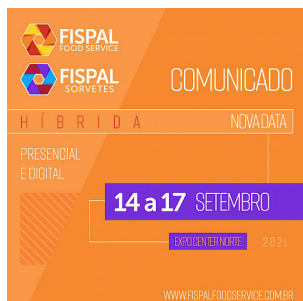 FISPAL
FOOD SERVICE
FISPAL
SORVETES
COMUNICADO
HÍBRIDA
NOVA DATA
PRESENCIAL
E DIGITAL
14 a 17 SETEMBRO
EXPO CENTER NORTE 2021
WWW.FISPALFOODSERVICE.COM.BR